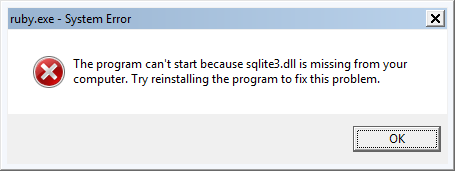 ruby.exe - System Error
The program can't start because sqlite3.dll is missing from your
computer. Try reinstalling the program to fix this problem.
OK